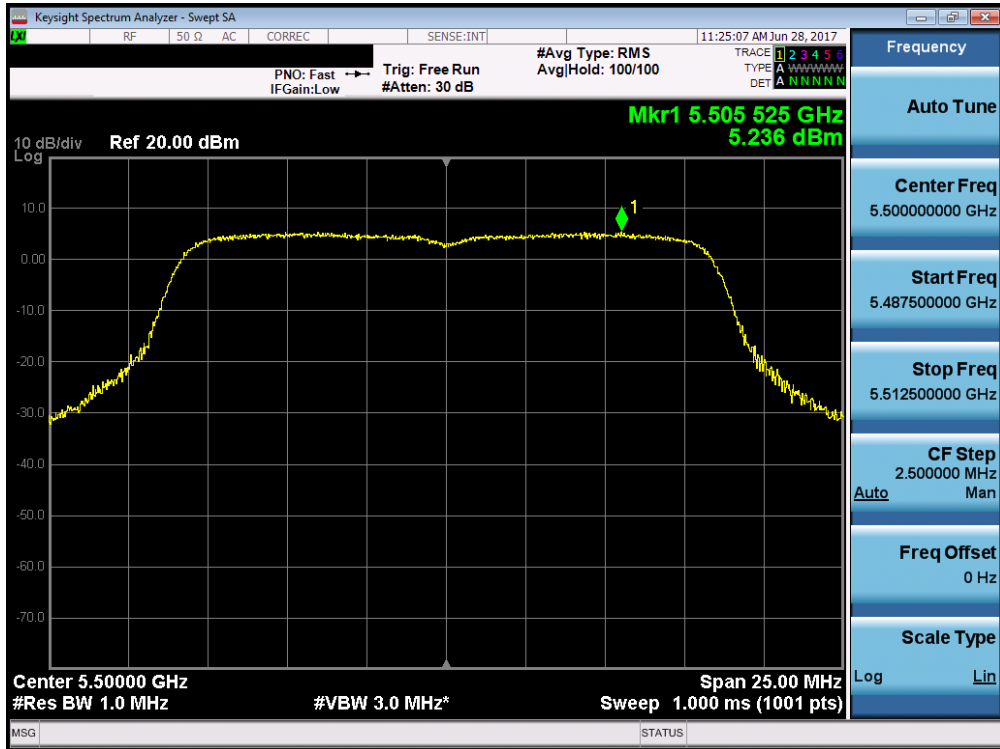 Keysight Spectrum Analyzer - Swept SA
LXI RF 50 Ω AC CORREC SENSE:INT 11:25:07 AM Jun 28, 2017
PNO: Fast Trig: Free Run #Avg Type: RMS TRACE 1 2 3 4 5 6
IFGain:Low #Atten: 30 dB Avg|Hold: 100/100 TYPE A WWWWW
DET A N N N N N
Mkr1 5.505 525 GHz
5.236 dBm
10 dB/div Ref 20.00 dBm
Log
1
10.0
0.00
-10.0
-20.0
-30.0
-40.0
-50.0
-60.0
-70.0
Center 5.50000 GHz Span 25.00 MHz
#Res BW 1.0 MHz #VBW 3.0 MHz* Sweep 1.000 ms (1001 pts)
MSG STATUS
Frequency
Auto Tune
Center Freq
5.500000000 GHz
Start Freq
5.487500000 GHz
Stop Freq
5.512500000 GHz
CF Step
2.500000 MHz
Auto Man
Freq Offset
0 Hz
Scale Type
Log Lin